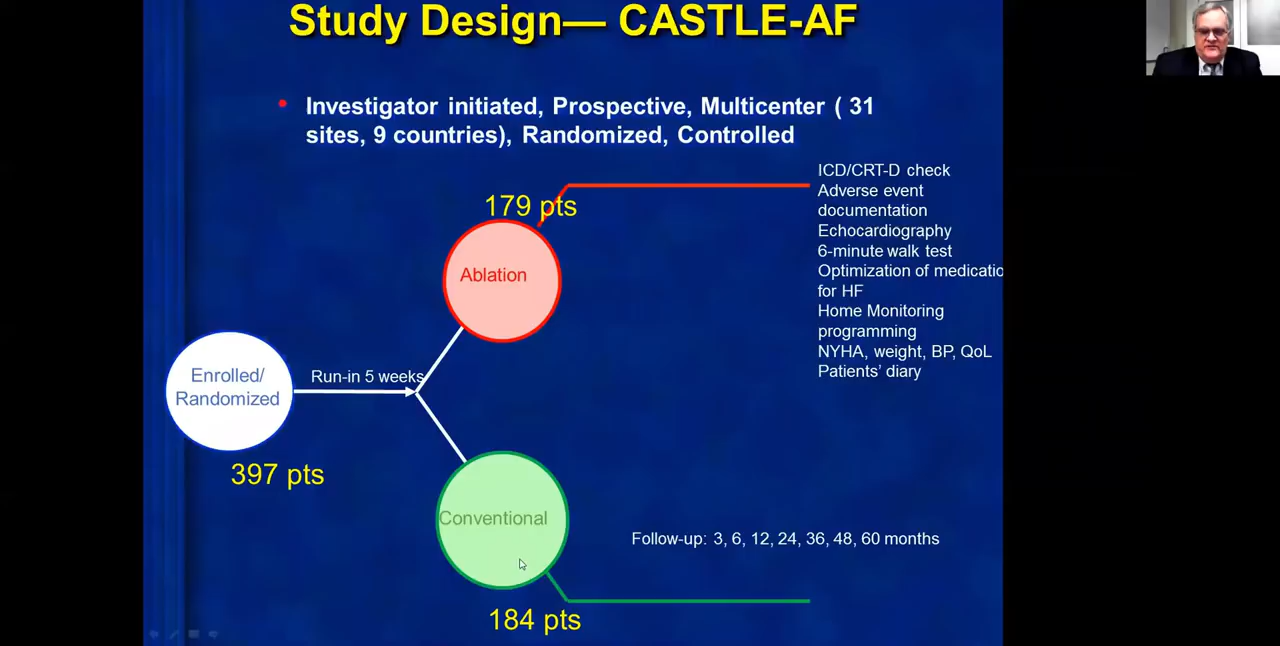 Study Design— CASTLE-AF
• Investigator initiated, Prospective, Multicenter ( 31
sites, 9 countries), Randomized, Controlled
179 pts
Ablation
ICD/CRT-D check
Adverse event
documentation
Echocardiography
6-minute walk test
Optimization of medicatio
for HF
Home Monitoring
programming
NYHA, weight, BP, QoL
Patients’ diary
Enrolled/
Randomized
Run-in 5 weeks
397 pts
Conventional
Follow-up: 3, 6, 12, 24, 36, 48, 60 months
184 pts